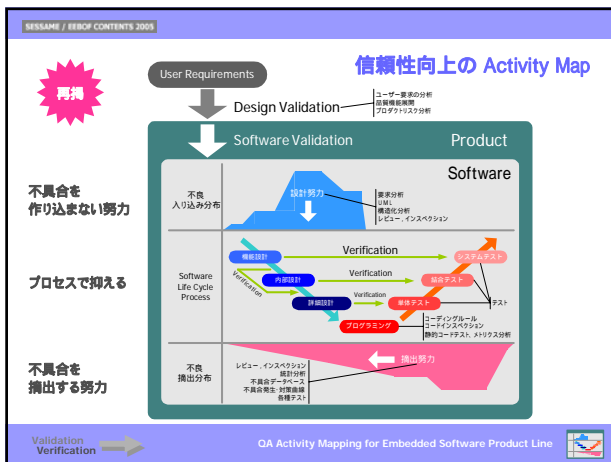 SESSAME / EEBOF CONTENTS 2005
信頼性向上の Activity Map
再掲
User Requirements
Design Validation
ユーザー要求の分析
品質機能展開
プロダクトリスク分析
Software Validation
Product
Software
不具合を
作り込まない努力
不良
入り込み分布
設計努力
要求分析
UML
構造化分析
レビュー,インスペクション
プロセスで抑える
Software
Life Cycle
Process
機能設計
Verification
システムテスト
Verification
内部設計
Verification
結合テスト
詳細設計
Verification
単体テスト
テスト
プログラミング
コーディングルール
コードインスペクション
静的コードテスト,メトリクス分析
不具合を
摘出する努力
不良
摘出分布
レビュー,インスペクション
統計分析
不具合データベース
不具合発生・対策曲線
各種テスト
摘出努力
Validation
Verification
QA Activity Mapping for Embedded Software Product Line